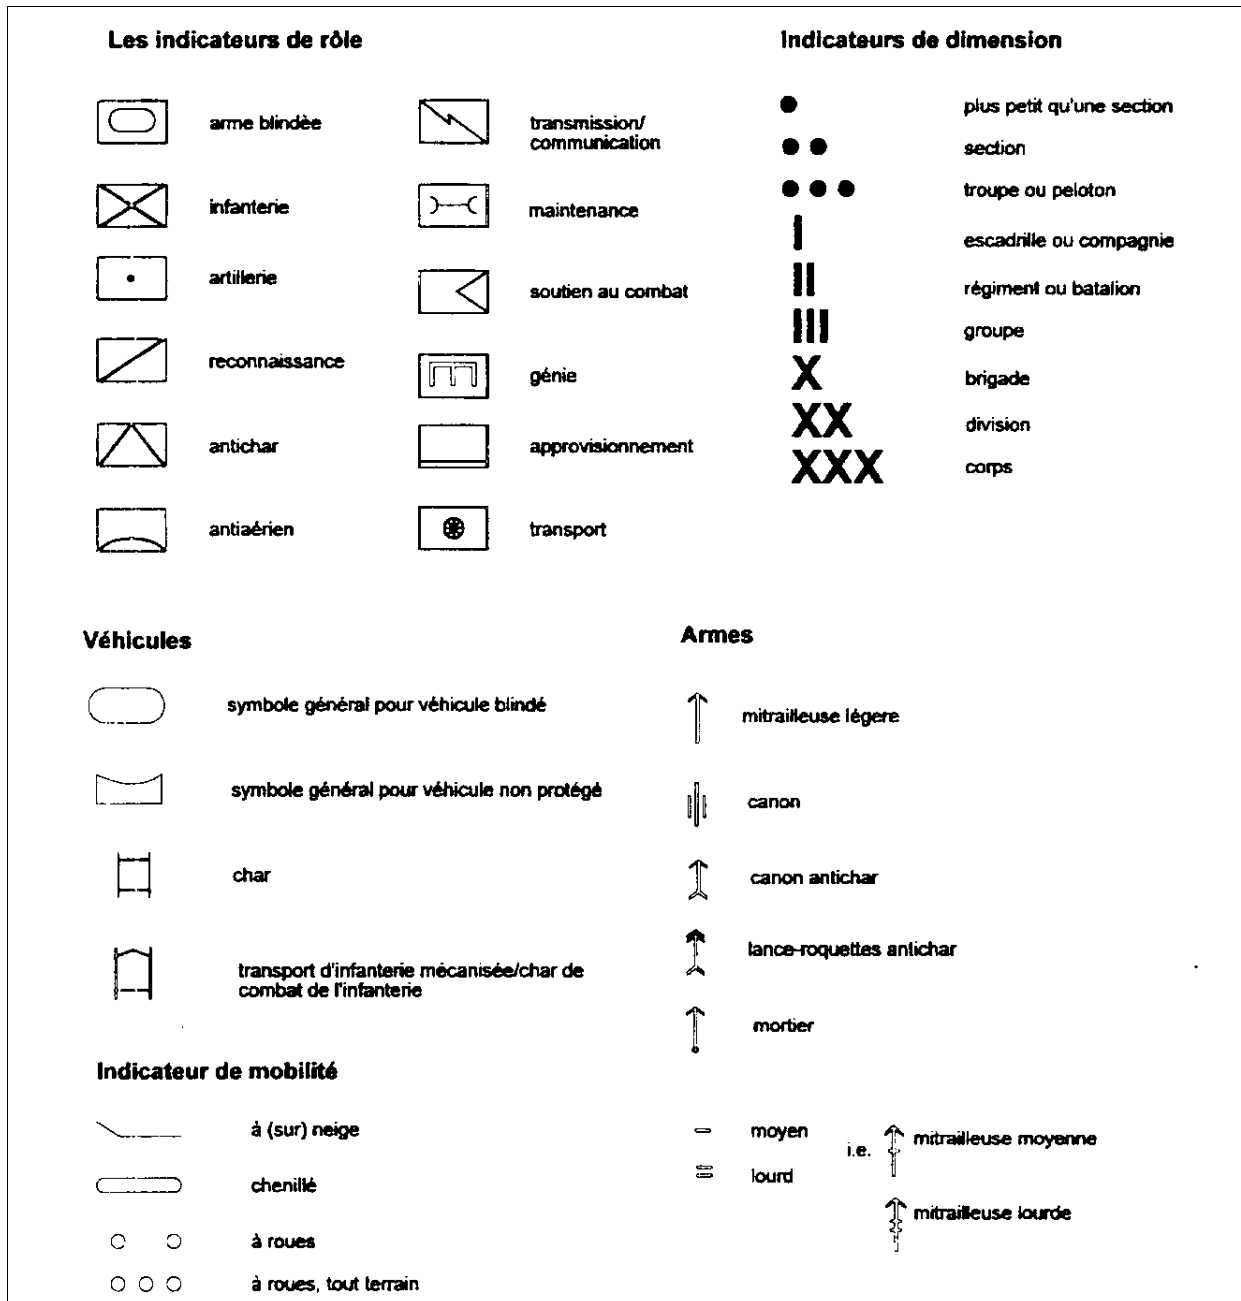 Les indicateurs de rôle
arme blindèe
infanterie
artillerie
reconnaissance
antichar
antiaérien
transmission/
communication
maintenance
soutien au combat
génie
approvisionnement
transport
Indicateurs de dimension
plus petit qu'une section
section
troupe ou peloton
escadrille ou compagnie
régiment ou batalion
groupe
X brigade
XX division
XXX corps
Véhicules
symbole général pour véhicule blindé
symbole général pour véhicule non protégé
char
transport d'infanterie mécanisée/char de
combat de l'infanterie
Indicateur de mobilité
à (sur) neige
chenillé
à roues
à roues, tout terrain
Armes
mitrailleuse légere
canon
canon antichar
lance-roquettes antichar
mortier
moyen
lourd
i.e.
mitrailleuse moyenne
mitrailleuse lourde